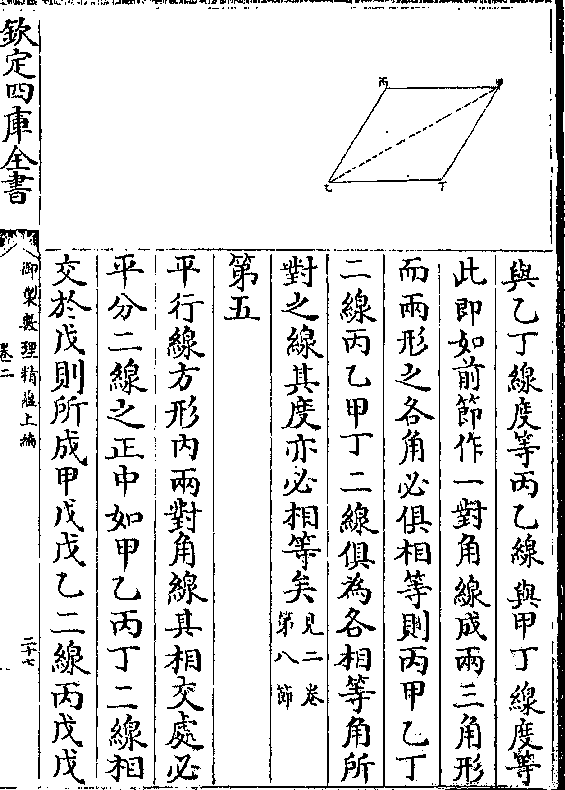 與乙丁線度等丙乙線與甲丁線度等
此即如前節作一對角線成兩三角形
而兩形之各角必俱相等則丙甲乙丁
二線丙乙甲丁二線俱為各相等角所
對之線其度亦必相等矣見二卷第八節
第五
平行線方形內兩對角線其相交處必
平分二線之正中如甲乙丙丁二線相
交於戊則所成甲戊戊乙二線丙戊戊
丙
甲
乙
丁
欽定四庫全書
御製數理精蘊上編
卷二
二十七